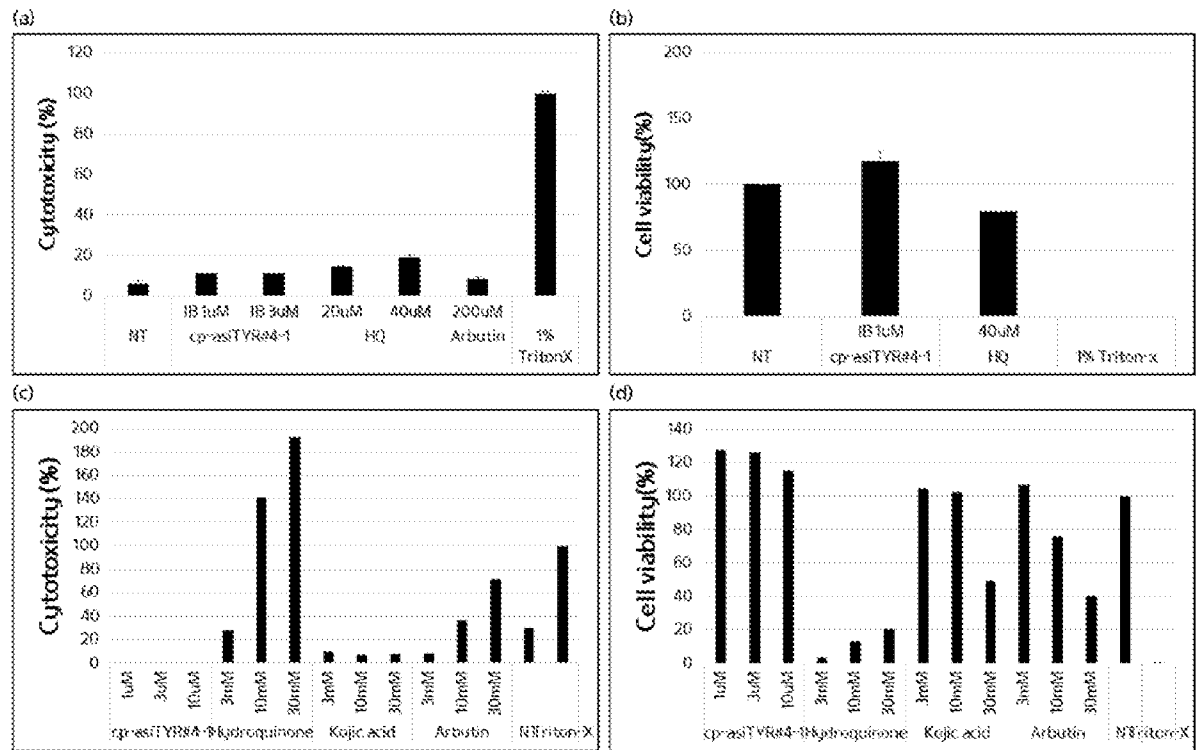 (a)
120
100
80
60
40
20
0
Cytotoxicity (%)
IB 1uM IB 3uM 20uM 40uM 200uM
NT cp-asiTYR#4-1 HQ Arbutin 1%
TritonX
(b)
200
150
100
50
0
Cell viability(%)
IB 1uM 40uM
NT cp-asiTYR#4-1 HQ 1% Triton-x
(c)
200
180
160
140
120
100
80
60
40
20
0
Cytotoxicity (%)
1uM 3uM 10uM 3mM 10mM 30mM 3mM 10mM 30mM 3mM 10mM 30mM
cp-asiTYR#4-1 Hydroquinone Kojic acid Arbutin NT Triton-X
(d)
140
120
100
80
60
40
20
0
Cell viability(%)
1uM 3uM 10uM 3mM 10mM 30mM 3mM 10mM 30mM 3mM 10mM 30mM
cp-asiTYR#4-1 Hydroquinone Kojic acid Arbutin NT Triton-X